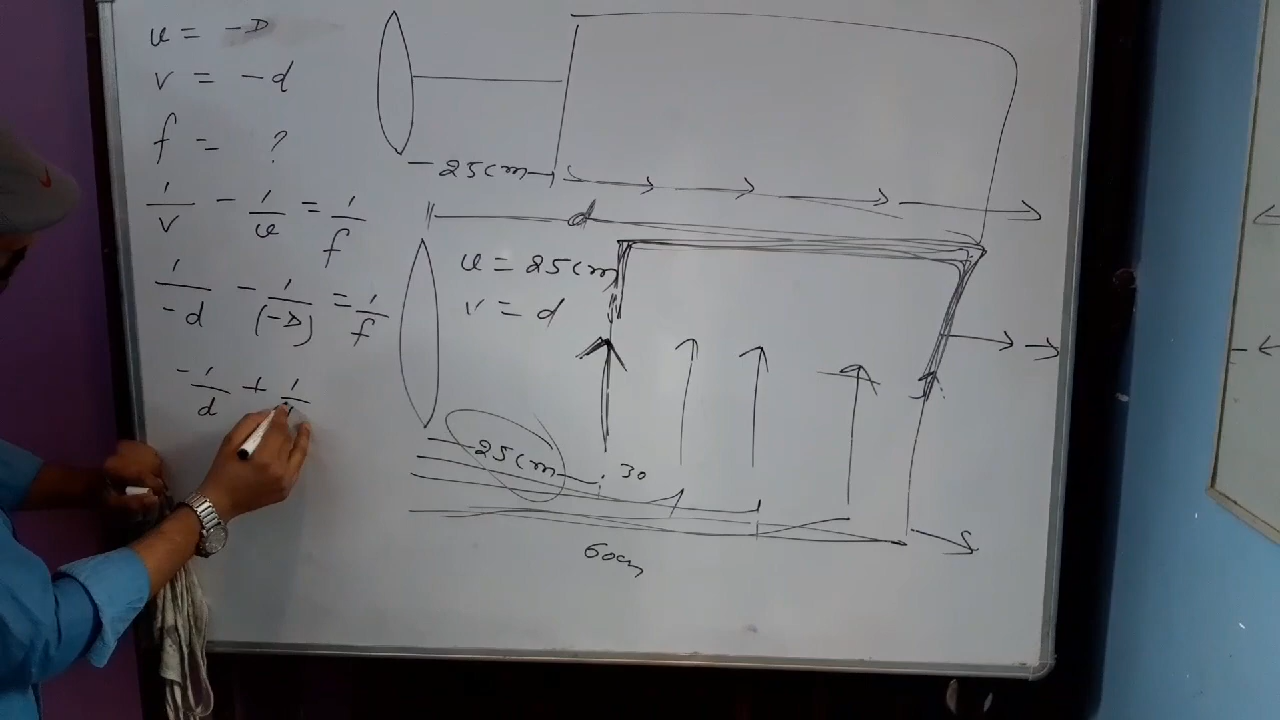 u = -D
v = -d
f = ?
1/v - 1/u = 1/f
1/-d - 1/(-D) = 1/f
-1/d + 1/
25cm
d
u = 25cm
v = d
25cm
30
60cm